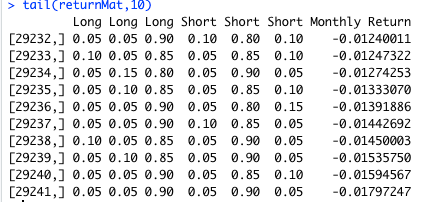 > tail(returnMat,10)
Long Long Long Short Short Short Monthly Return
[29232,] 0.05 0.05 0.90 0.10 0.80 0.10 -0.01240011
[29233,] 0.10 0.05 0.85 0.05 0.85 0.10 -0.01247322
[29234,] 0.05 0.15 0.80 0.05 0.90 0.05 -0.01274253
[29235,] 0.05 0.10 0.85 0.05 0.85 0.10 -0.01333070
[29236,] 0.05 0.05 0.90 0.05 0.80 0.15 -0.01391886
[29237,] 0.05 0.05 0.90 0.10 0.85 0.05 -0.01442692
[29238,] 0.10 0.05 0.85 0.05 0.90 0.05 -0.01450003
[29239,] 0.05 0.10 0.85 0.05 0.90 0.05 -0.01535750
[29240,] 0.05 0.05 0.90 0.05 0.85 0.10 -0.01594567
[29241,] 0.05 0.05 0.90 0.05 0.90 0.05 -0.01797247